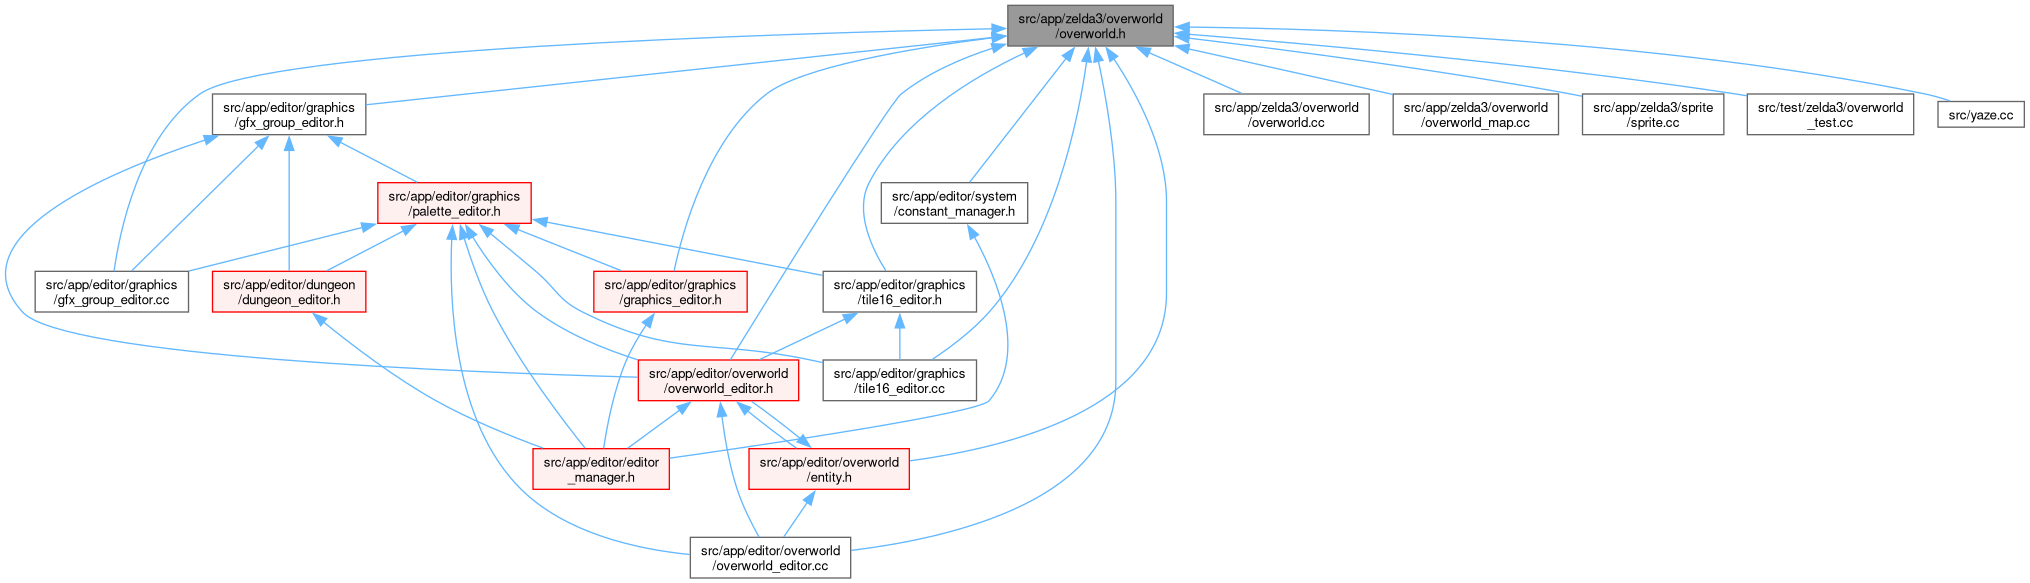 src/app/zelda3/overworld
/overworld.h
src/app/editor/graphics
/gfx_group_editor.h
src/app/zelda3/overworld
/overworld.cc
src/app/zelda3/overworld
/overworld_map.cc
src/app/zelda3/sprite
/sprite.cc
src/test/zelda3/overworld
_test.cc
src/yaze.cc
src/app/editor/graphics
/palette_editor.h
src/app/editor/system
/constant_manager.h
src/app/editor/graphics
/gfx_group_editor.cc
src/app/editor/dungeon
/dungeon_editor.h
src/app/editor/graphics
/graphics_editor.h
src/app/editor/graphics
/tile16_editor.h
src/app/editor/overworld
/overworld_editor.h
src/app/editor/graphics
/tile16_editor.cc
src/app/editor/editor
_manager.h
src/app/editor/overworld
/entity.h
src/app/editor/overworld
/overworld_editor.cc